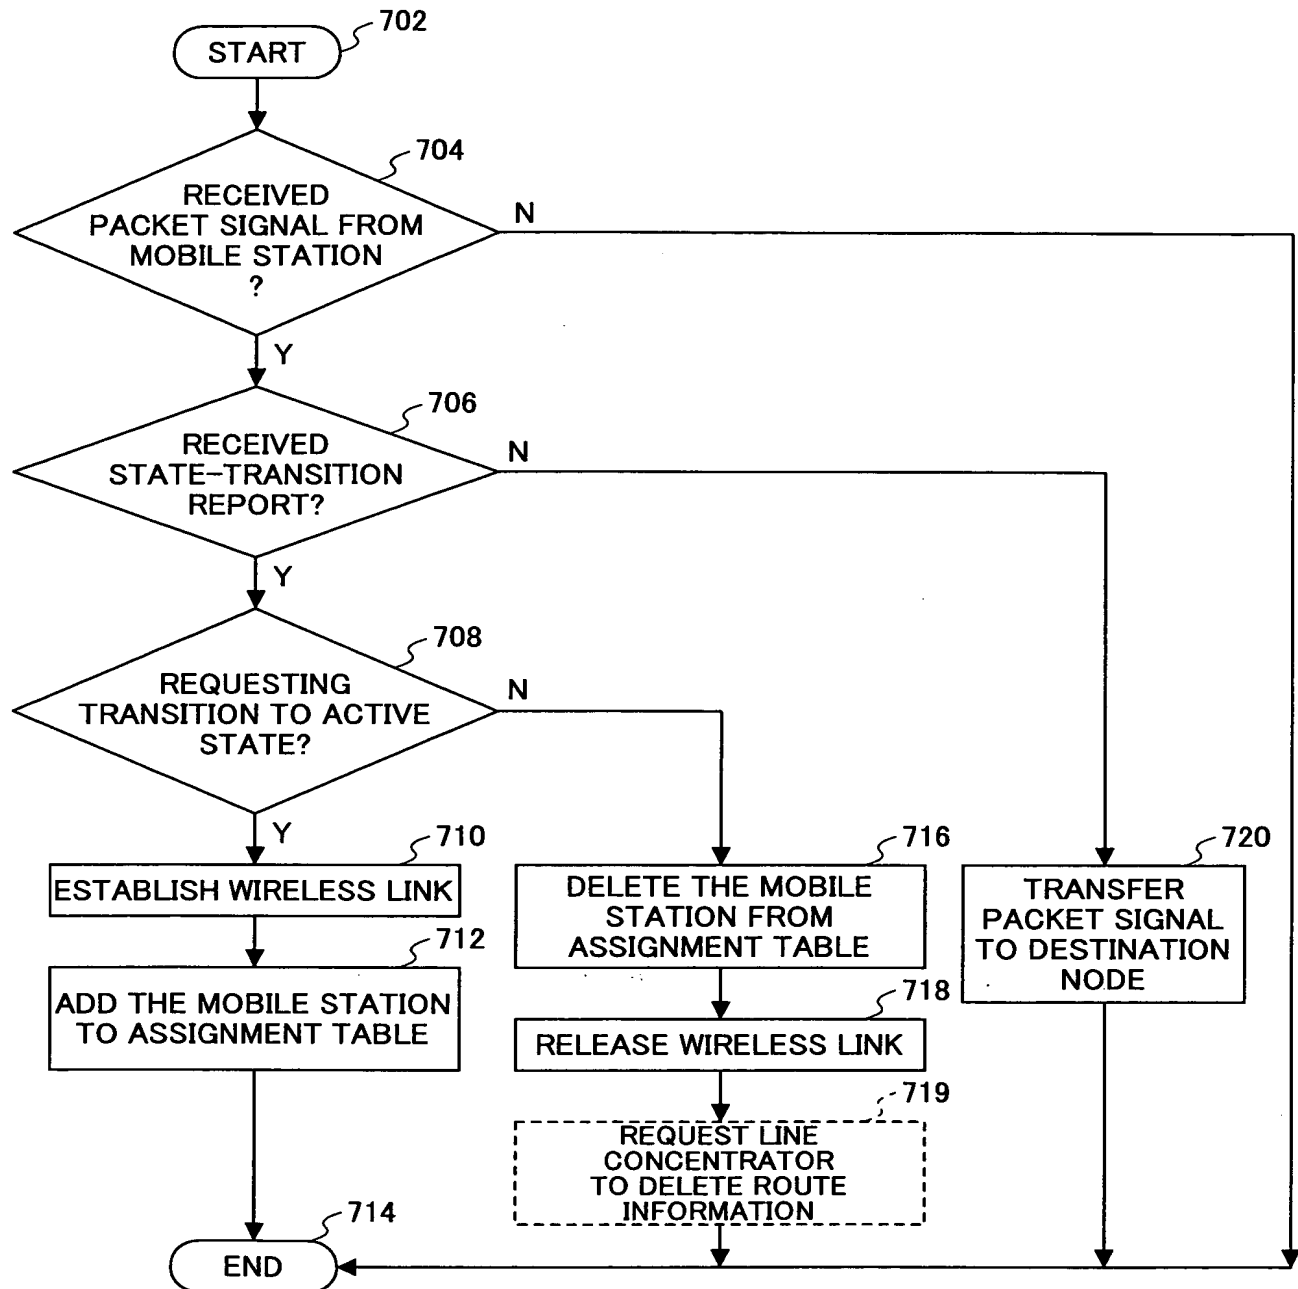 702
START
704
RECEIVED
PACKET SIGNAL FROM
MOBILE STATION
?
N
Y
706
RECEIVED
STATE-TRANSITION
REPORT?
N
Y
708
REQUESTING
TRANSITION TO ACTIVE
STATE?
N
Y
710
ESTABLISH WIRELESS LINK
712
ADD THE MOBILE STATION
TO ASSIGNMENT TABLE
716
DELETE THE MOBILE
STATION FROM
ASSIGNMENT TABLE
718
RELEASE WIRELESS LINK
719
REQUEST LINE
CONCENTRATOR
TO DELETE ROUTE
INFORMATION
720
TRANSFER
PACKET SIGNAL
TO DESTINATION
NODE
714
END